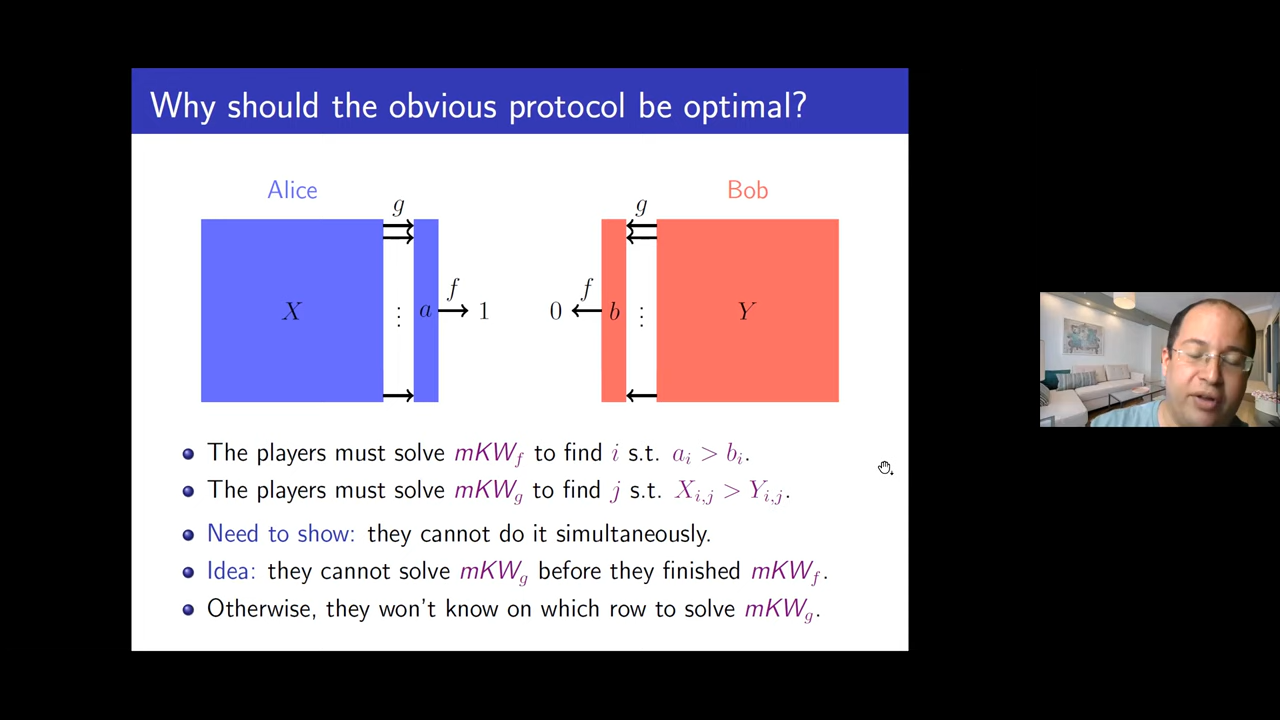 Why should the obvious protocol be optimal?
Alice
Bob
g
g
X
⋮
a
f
1
0
f
b
⋮
Y
The players must solve mKW_f to find i s.t. a_i > b_i.
The players must solve mKW_g to find j s.t. X_{i,j} > Y_{i,j}.
Need to show: they cannot do it simultaneously.
Idea: they cannot solve mKW_g before they finished mKW_f.
Otherwise, they won't know on which row to solve mKW_g.